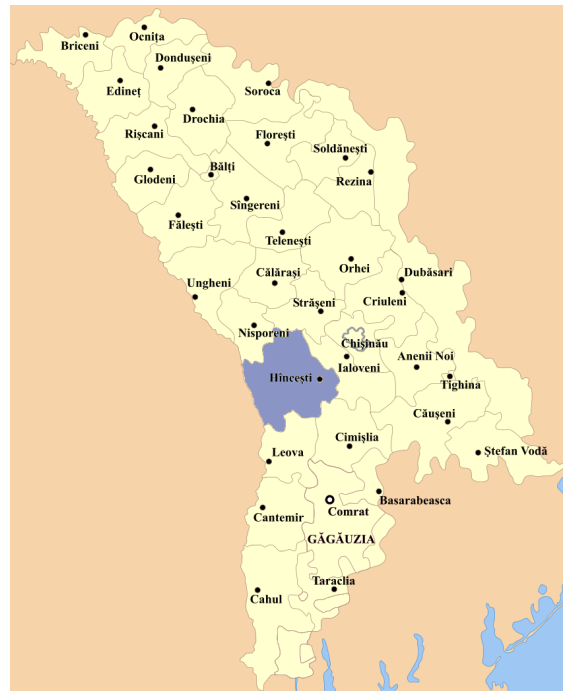 Ocnița
Briceni
Dondușeni
Edineț
Soroca
Drochia
Rîșcani
Florești
Soldănești
Bălți
Glodeni
Rezina
Sîngereni
Fălești
Telenești
Orhei
Călărași
Dubăsari
Ungheni
Criuleni
Strășeni
Nisporeni
Chișinău
Anenii Noi
Ialoveni
Hîncești
Tighina
Căușeni
Cimișlia
Leova
Ștefan Vodă
Basarabeasca
Comrat
Cantemir
GĂGĂUZIA
Taraclia
Cahul